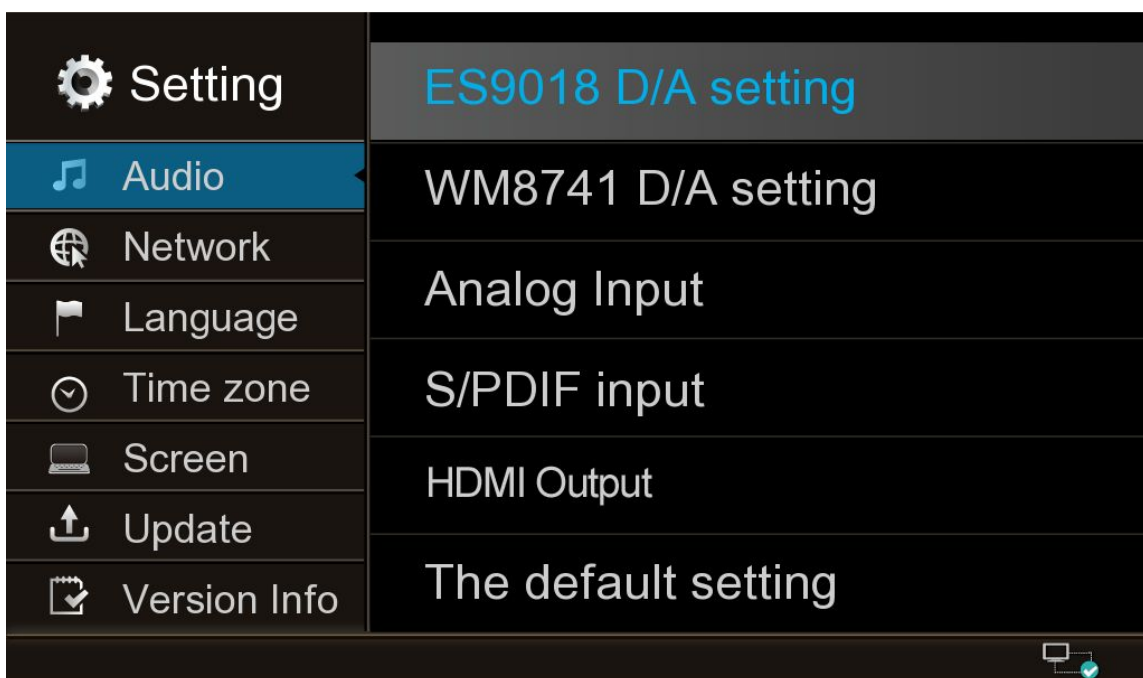 Setting
Audio
Network
Language
Time zone
Screen
Update
Version Info
ES9018 D/A setting
WM8741 D/A setting
Analog Input
S/PDIF input
HDMI Output
The default setting